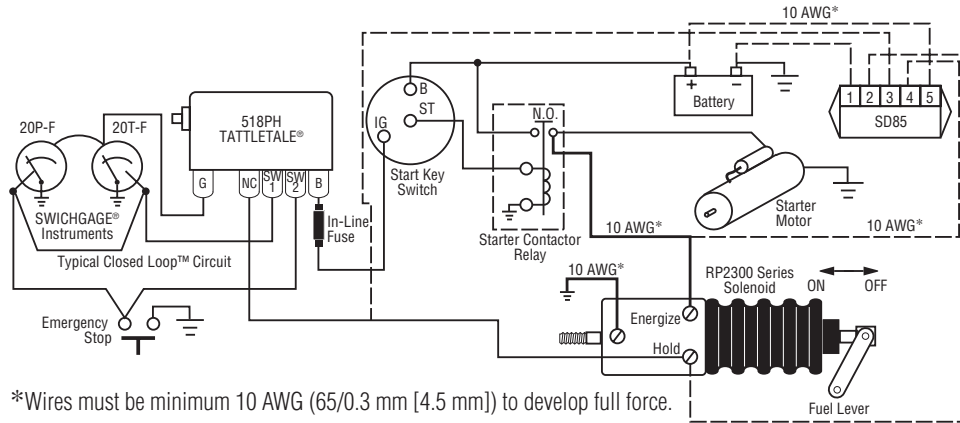 10 AWG*
B
ST
IG
Start Key
Switch
N.O.
Starter Contactor
Relay
+
−
Battery
1 2 3 4 5
SD85
20P-F
20T-F
518PH
TATTLETALE®
G
NC
SW
1
SW
2
B
SWICHGAGE®
Instruments
Typical Closed Loop™ Circuit
In-Line
Fuse
Starter
Motor
10 AWG*
10 AWG*
10 AWG*
RP2300 Series
Solenoid
ON
OFF
Emergency
Stop
Energize
Hold
Fuel Lever
*Wires must be minimum 10 AWG (65/0.3 mm [4.5 mm]) to develop full force.